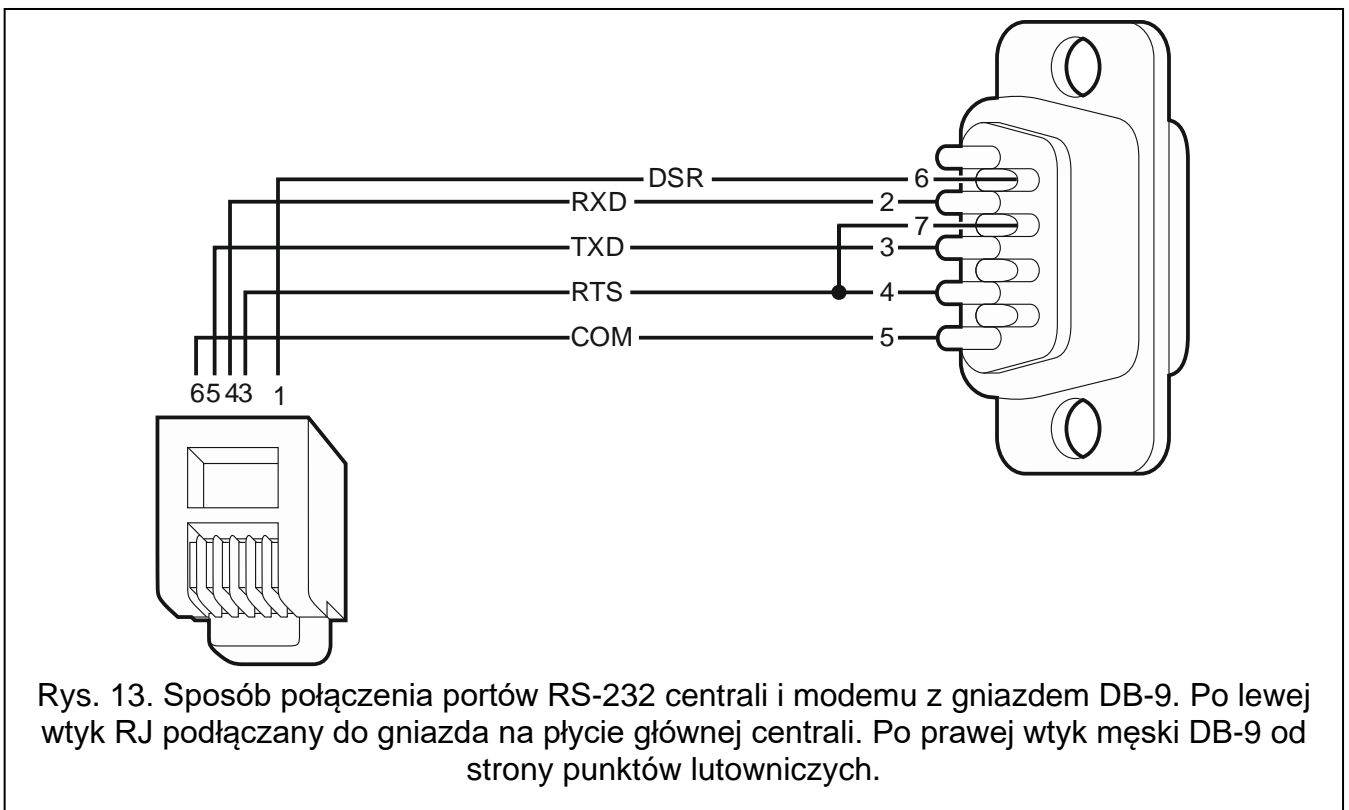 DSR 6
RXD 2
7
TXD 3
RTS 4
COM 5
6543 1
Rys. 13. Sposób połączenia portów RS-232 centrali i modemu z gniazdem DB-9. Po lewej
wtyk RJ podłączany do gniazda na płycie głównej centrali. Po prawej wtyk męski DB-9 od
strony punktów lutowniczych.